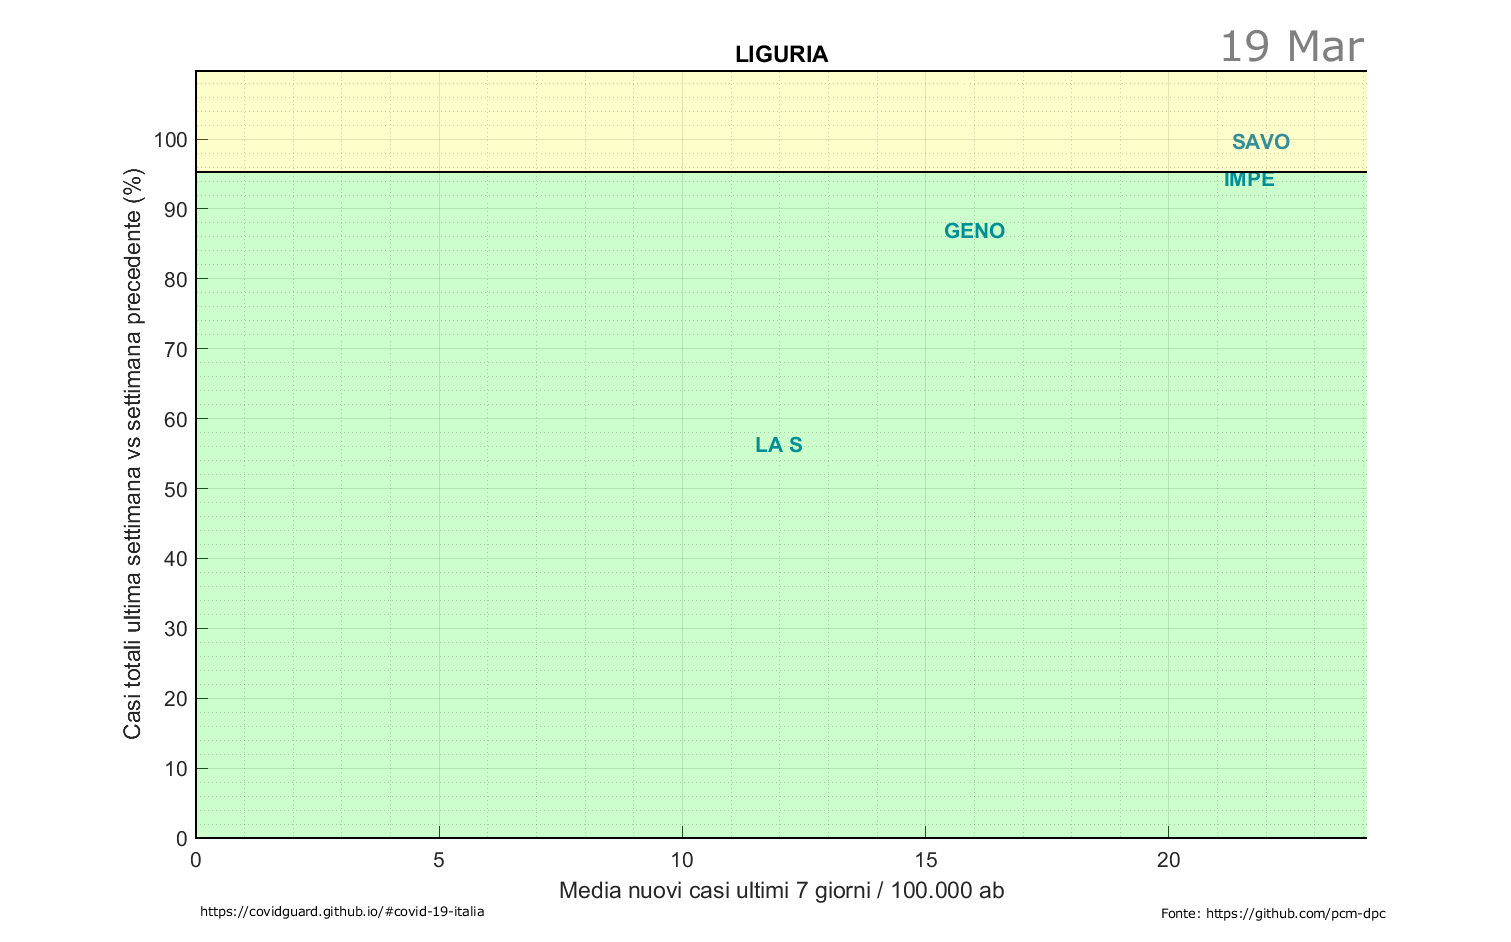 19 Mar
LIGURIA
Casi totali ultima settimana vs settimana precedente (%)
100
90
80
70
60
50
40
30
20
10
0
SAVO
IMPE
GENO
LA S
0
5
10
15
20
Media nuovi casi ultimi 7 giorni / 100.000 ab
https://covidguard.github.io/#covid-19-italia
Fonte: https://github.com/pcm-dpc